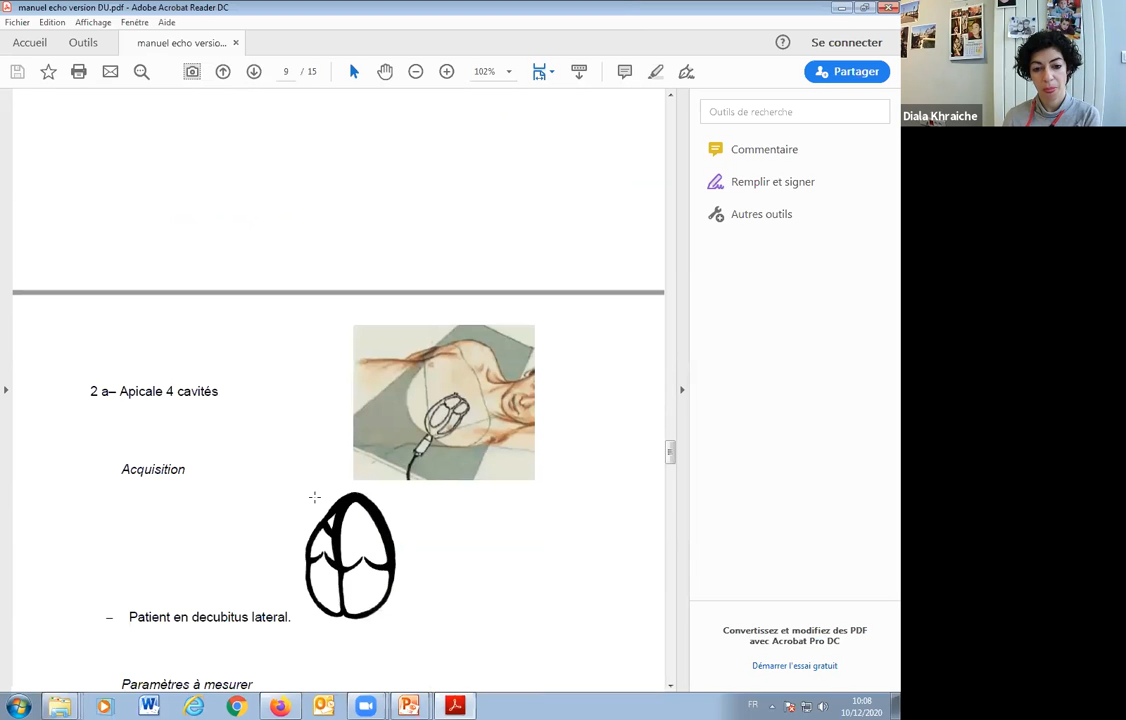 manuel echo version DU.pdf - Adobe Acrobat Reader DC
Fichier Edition Affichage Fenêtre Aide
Accueil Outils manuel echo versio... × Se connecter
9 / 15 102% Partager
Outils de recherche
Diala Khraiche
Commentaire
Remplir et signer
Autres outils
2 a– Apicale 4 cavités
Acquisition
– Patient en decubitus lateral.
Paramètres à mesurer
Convertissez et modifiez des PDF
avec Acrobat Pro DC
Démarrer l'essai gratuit
FR 10:08
10/12/2020